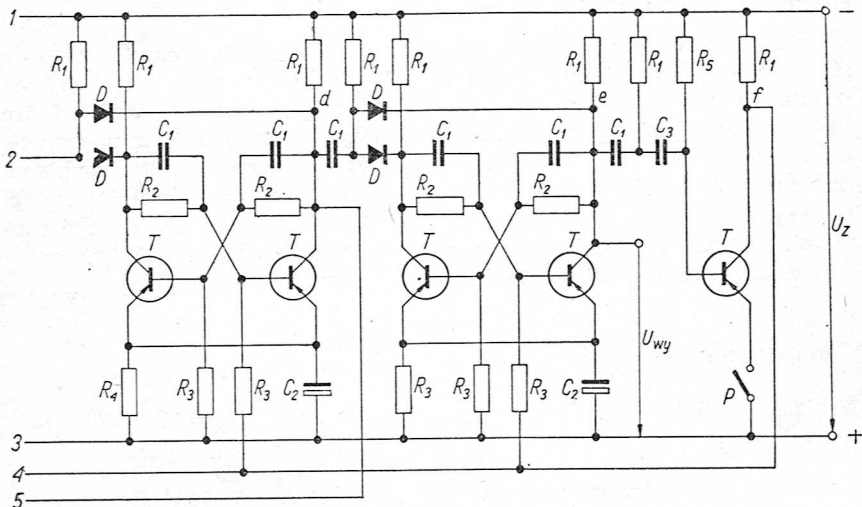 1 −
R1 R1 R1 R1 R1 R1 R1 R5 R1
D d D e f
2 C1 C1 C1 C1 C1 C1 C3
D D
R2 R2 R2 R2
T T T T T
Uz
Uwy
R4 R3 R3 C2 R3 R3 R3 C2 P
3 +
4
5